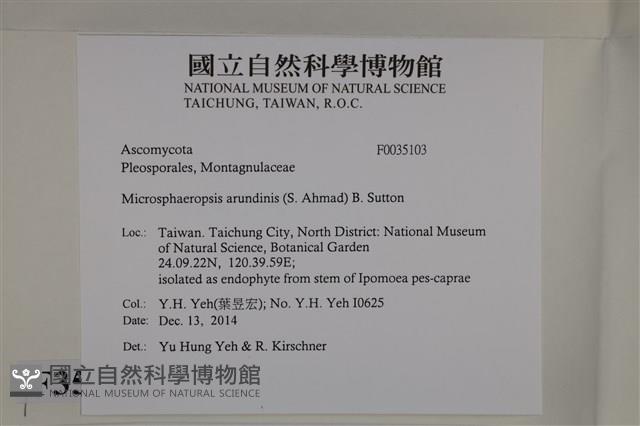 國立自然科學博物館
NATIONAL MUSEUM OF NATURAL SCIENCE
TAICHUNG, TAIWAN, R.O.C.
Ascomycota F0035103
Pleosporales, Montagnulaceae
Microsphaeropsis arundinis (S. Ahmad) B. Sutton
Loc.: Taiwan. Taichung City, North District: National Museum
of Natural Science, Botanical Garden
24.09.22N, 120.39.59E;
isolated as endophyte from stem of Ipomoea pes-caprae
Col.: Y.H. Yeh(葉昱宏); No. Y.H. Yeh I0625
Date: Dec. 13, 2014
Det.: Yu Hung Yeh & R. Kirschner
國立自然科學博物館
NATIONAL MUSEUM OF NATURAL SCIENCE